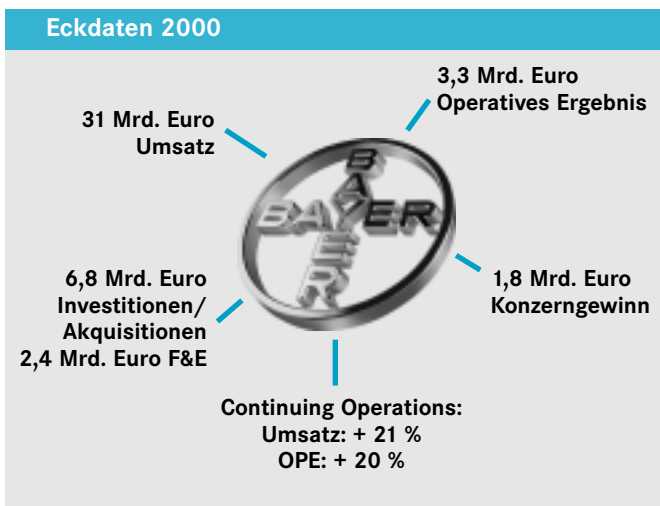 Eckdaten 2000
3,3 Mrd. Euro
Operatives Ergebnis
31 Mrd. Euro
Umsatz
BAYER
BAYER
6,8 Mrd. Euro
Investitionen/
Akquisitionen
2,4 Mrd. Euro F&E
1,8 Mrd. Euro
Konzerngewinn
Continuing Operations:
Umsatz: + 21 %
OPE: + 20 %